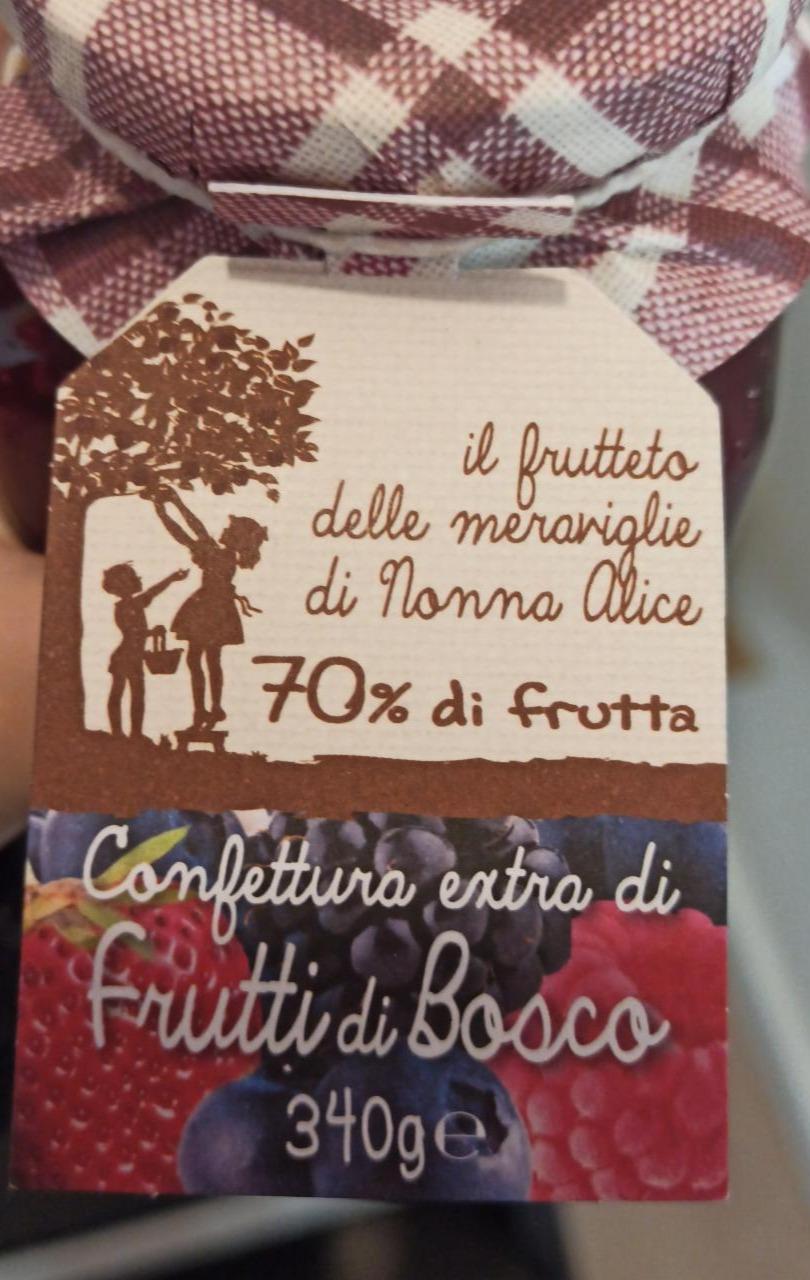 il frutteto
delle meraviglie
di Nonna Alice
70% di frutta
Confettura extra di
Frutti di Bosco
340g ℮